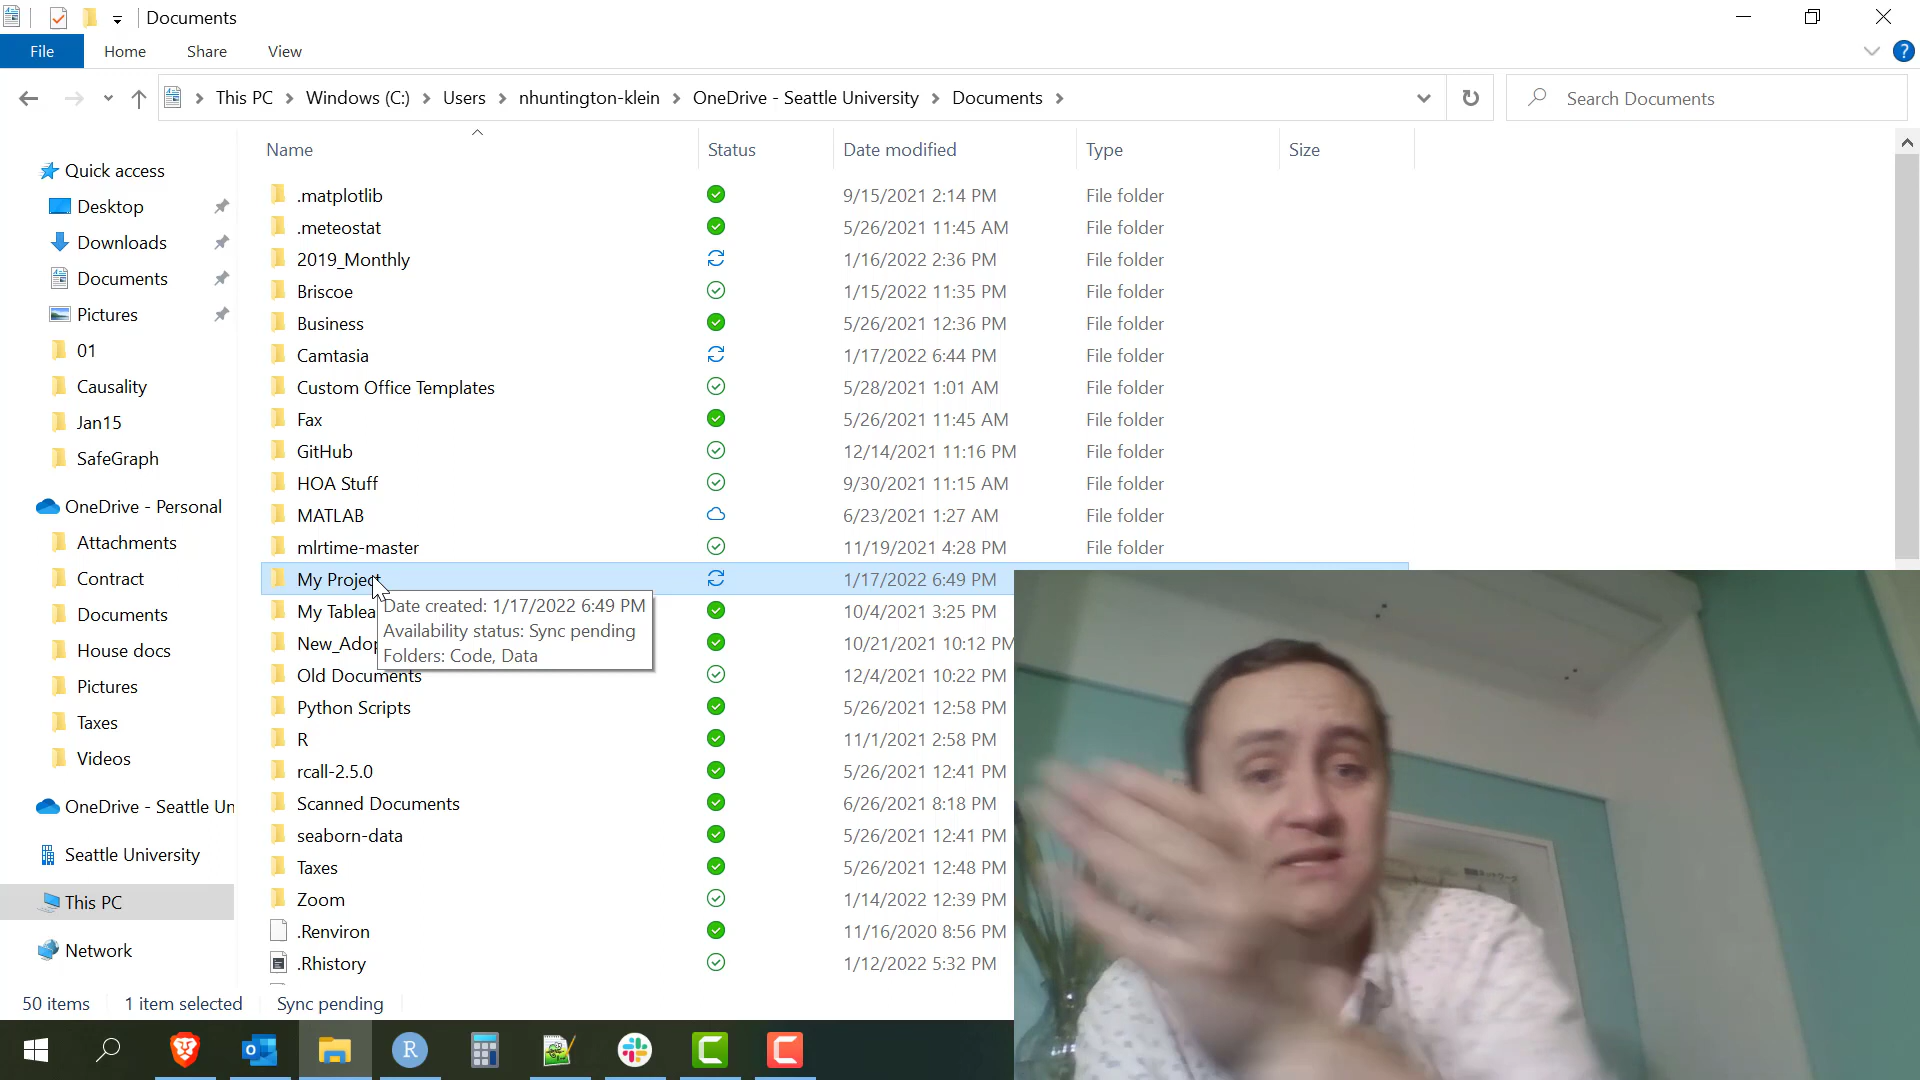 Documents
File Home Share View
This PC Windows (C:) Users nhuntington-klein OneDrive - Seattle University Documents
Search Documents
Name Status Date modified Type Size
Quick access
Desktop
Downloads
Documents
Pictures
01
Causality
Jan15
SafeGraph
OneDrive - Personal
Attachments
Contract
Documents
House docs
Pictures
Taxes
Videos
OneDrive - Seattle Un
Seattle University
This PC
Network
.matplotlib 9/15/2021 2:14 PM File folder
.meteostat 5/26/2021 11:45 AM File folder
2019_Monthly 1/16/2022 2:36 PM File folder
Briscoe 1/15/2022 11:35 PM File folder
Business 5/26/2021 12:36 PM File folder
Camtasia 1/17/2022 6:44 PM File folder
Custom Office Templates 5/28/2021 1:01 AM File folder
Fax 5/26/2021 11:45 AM File folder
GitHub 12/14/2021 11:16 PM File folder
HOA Stuff 9/30/2021 11:15 AM File folder
MATLAB 6/23/2021 1:27 AM File folder
mlrtime-master 11/19/2021 4:28 PM File folder
My Project 1/17/2022 6:49 PM
My Tablea 10/4/2021 3:25 PM
New_Adop 10/21/2021 10:12 PM
Old Documents 12/4/2021 10:22 PM
Python Scripts 5/26/2021 12:58 PM
R 11/1/2021 2:58 PM
rcall-2.5.0 5/26/2021 12:41 PM
Scanned Documents 6/26/2021 8:18 PM
seaborn-data 5/26/2021 12:41 PM
Taxes 5/26/2021 12:48 PM
Zoom 1/14/2022 12:39 PM
.Renviron 11/16/2020 8:56 PM
.Rhistory 1/12/2022 5:32 PM
Date created: 1/17/2022 6:49 PM
Availability status: Sync pending
Folders: Code, Data
50 items 1 item selected Sync pending